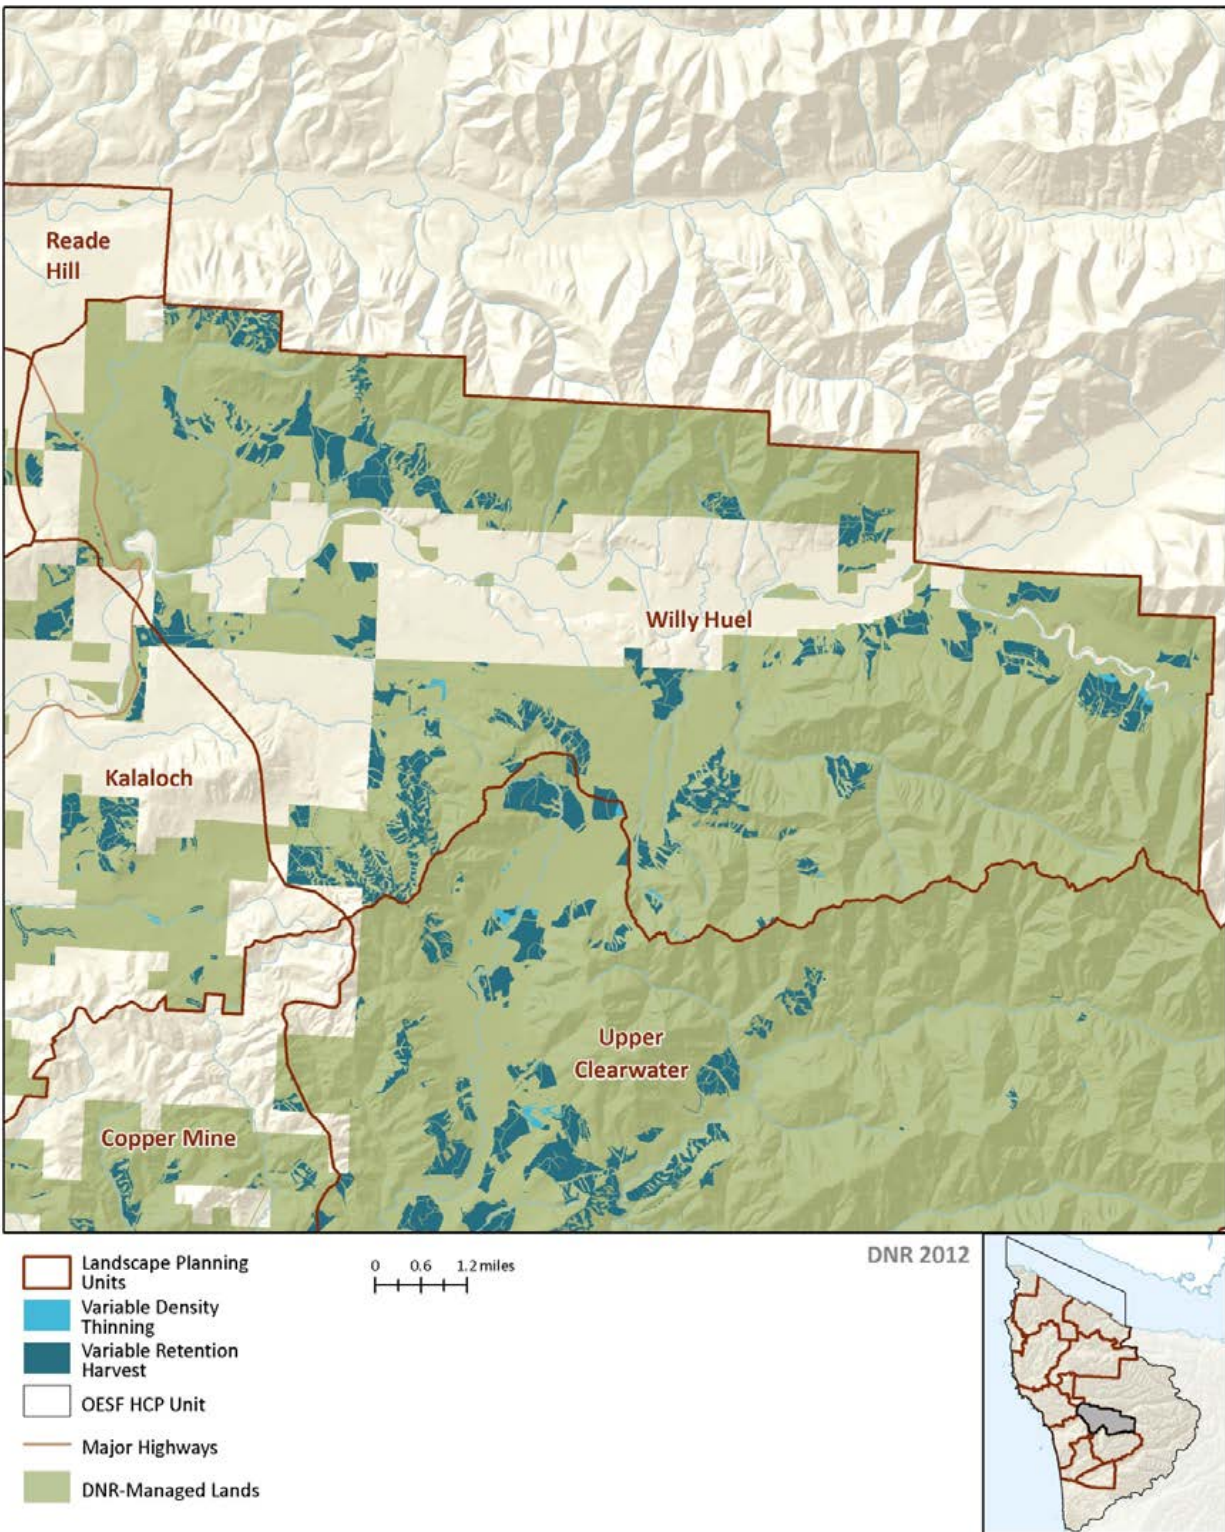 Reade
Hill
Willy Huel
Kalaloch
Upper
Clearwater
Copper Mine
Landscape Planning
Units
Variable Density
Thinning
Variable Retention
Harvest
OESF HCP Unit
Major Highways
DNR-Managed Lands
0 0.6 1.2 miles
DNR 2012